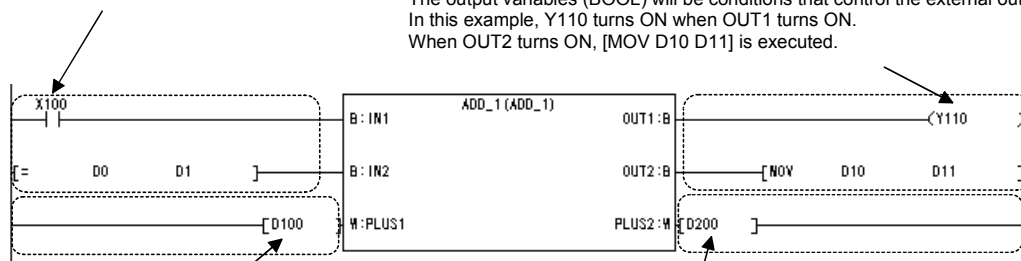 The output variables (BOOL) will be conditions that control the external ou
In this example, Y110 turns ON when OUT1 turns ON.
When OUT2 turns ON, [MOV D10 D11] is executed.
X100
ADD_1(ADD_1)
B:IN1
OUT1:B
(Y110 )
[= D0 D1 ]
B:IN2
OUT2:B
[MOV D10 D11 ]
[D100 ]
W:PLUS1
PLUS2:W
[D200 ]